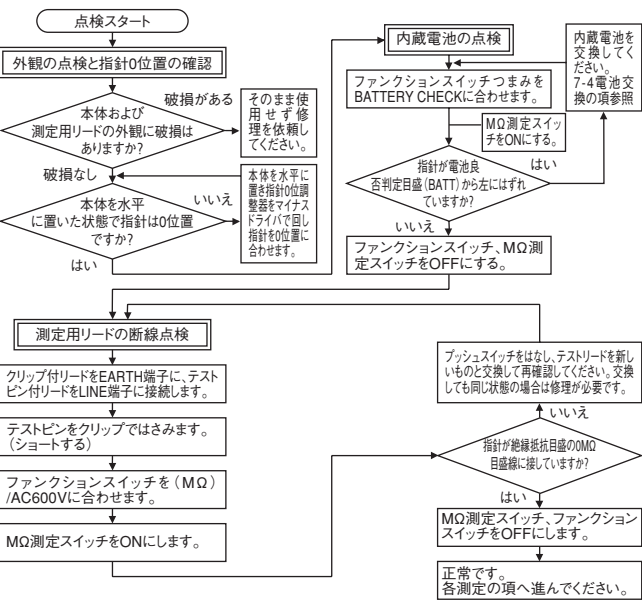 点検スタート
外観の点検と指針0位置の確認
本体および
測定用リードの外観に破損は
ありますか?
破損がある
そのまま使
用せず修
理を依頼し
てください。
破損なし
本体を水平
に置いた状態で指針は0位置
ですか?
いいえ
本体を水平に
置き指針0位調
整器をマイナス
ドライバで回し
指針を0位置に
合わせます。
はい
内蔵電池の点検
ファンクションスイッチつまみを
BATTERY CHECKに合わせます。
MΩ測定スイッ
チをONにする。
指針が電池良
否判定目盛(BATT)から左にはずれ
ていますか?
はい
内蔵電池を
交換してく
ださい。
7-4電池交
換の項参照
いいえ
ファンクションスイッチ、MΩ測
定スイッチをOFFにする。
測定用リードの断線点検
クリップ付リードをEARTH端子に、テスト
ピン付リードをLINE端子に接続します。
テストピンをクリップではさみます。
(ショートする)
ファンクションスイッチを(MΩ)
/AC600Vに合わせます。
MΩ測定スイッチをONにします。
プッシュスイッチをはなし、テストリードを新し
いものと交換して再確認してください。交換
しても同じ状態の場合は修理が必要です。
いいえ
指針が絶縁抵抗目盛の0MΩ
目盛線に接していますか?
はい
MΩ測定スイッチ、ファンクション
スイッチをOFFにします。
正常です。
各測定の項へ進んでください。